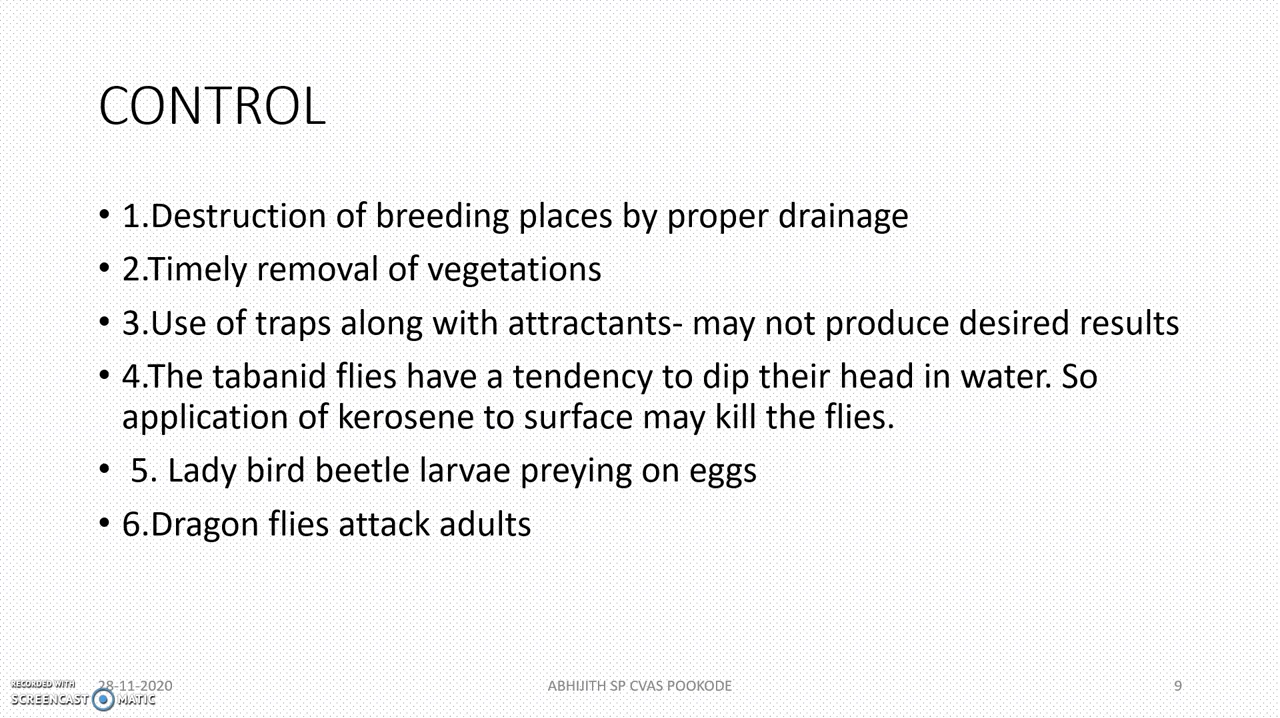 CONTROL
• 1.Destruction of breeding places by proper drainage
• 2.Timely removal of vegetations
• 3.Use of traps along with attractants- may not produce desired results
• 4.The tabanid flies have a tendency to dip their head in water. So
application of kerosene to surface may kill the flies.
• 5. Lady bird beetle larvae preying on eggs
• 6.Dragon flies attack adults
RECORDED WITH
SCREENCAST MATIC
28-11-2020
ABHIJITH SP CVAS POOKODE
9